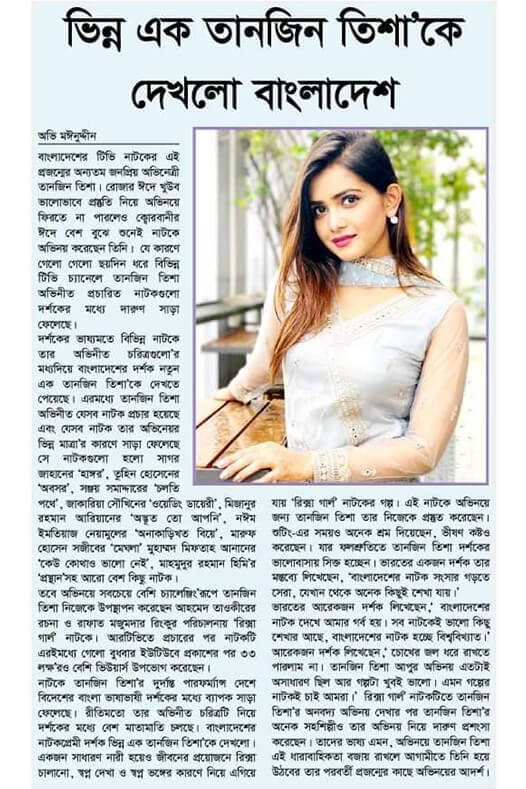 ভিন্ন এক তানজিন তিশা’কে
দেখলো বাংলাদেশ
অভি মঈনুদ্দীন
বাংলাদেশের টিভি নাটকের এই
প্রজন্মের অন্যতম জনপ্রিয় অভিনেত্রী
তানজিন তিশা। রোজার ঈদে খুউব
ভালোভাবে প্রস্তুতি নিয়ে অভিনয়ে
ফিরতে না পারলেও ক্বোরবানীর
ঈদে বেশ বুঝে শুনেই নাটকে
অভিনয় করেছেন তিনি। যে কারণে
গেলো গেলো ছয়দিন ধরে বিভিন্ন
টিভি চ্যানেলে তানজিন তিশা
অভিনীত প্রচারিত নাটকগুলো
দর্শকের মধ্যে দারুণ সাড়া
ফেলেছে।
দর্শকের ভাষ্যমতে বিভিন্ন নাটকে
তার অভিনীত চরিত্রগুলো’র
মধ্যদিয়ে বাংলাদেশের দর্শক নতুন
এক তানজিন তিশা’কে দেখতে
পেয়েছে। এরমধ্যে তানজিন তিশা
অভিনীত যেসব নাটক প্রচার হয়েছে
এবং যেসব নাটক তার অভিনয়ের
ভিন্ন মাত্রা’র কারণে সাড়া ফেলেছে
সে নাটকগুলো হলো সাগর
জাহানের ‘হাঙ্গর’, তুহিন হোসেনের
‘অবসর’, সঞ্জয় সমাদ্দারের ‘চলতি
পথে’, জাকারিয়া সৌখিনের ‘ওয়েডিং ডায়েরী’, মিজানুর
রহমান আরিয়ানের ‘অদ্ভুত তো আপনি’, নঈম
ইমতিয়াজ নেয়ামুলের ‘অনাকাড়িখত বিয়ে’, মারুফ
হোসেন সজীবের ‘মেঘলা’ মুহাম্মদ মিফতাহ আনানের
‘কেউ কোথাও ভালো নেই’, মাহমুদুর রহমান হিমি’র
‘প্রস্থান’সহ আরো বেশ কিছু নাটক।
তবে অভিনয়ে সবচেয়ে বেশি চ্যালেঞ্জিং’রূপে তানজিন
তিশা নিজেকে উপস্থাপন করেছেন আহমেদ তাওকীরের
রচনা ও রাফাত মজুমদার রিংকুর পরিচালনায় ‘রিক্সা
গার্ল’ নাটকে। আরটিভিতে প্রচারের পর নাটকটি
এরইমধ্যে গেলো বুধবার ইউটিউবে প্রকাশের পর ৩৩
লক্ষ’রও বেশি ভিউয়ার্স উপভোগ করেছেন।
নাটকে তানজিন তিশা’র দুর্দান্ত পারফর্ম্যান্স দেশে
বিদেশের বাংলা ভাষাভাষী দর্শকের মধ্যে ব্যাপক সাড়া
ফেলেছে। রীতিমতো তার অভিনীত চরিত্রটি নিয়ে
দর্শকের মধ্যে বেশ মাতামাতি চলছে। বাংলাদেশের
নাটকপ্রেমী দর্শক ভিন্ন এক তানজিন তিশা’কে দেখলো।
একজন সাধারণ নারী হয়েও জীবনের প্রয়োজনে রিক্সা
চালানো, স্বপ্ন দেখা ও স্বপ্ন ভঙ্গের কারণে নিয়ে এগিয়ে
যায় ‘রিক্সা গার্ল’ নাটকের গল্প। এই নাটকে অভিনয়ে
জন্য তানজিন তিশা তার নিজেকে প্রস্তুত করেছেন।
শুটিং-এর সময়ও অনেক শ্রম দিয়েছেন, ভীষণ কষ্টও
করেছেন। যার ফলশ্রুতিতে তানজিন তিশা দর্শকের
ভালোবাসায় সিক্ত হচ্ছেন। ভারতের একজন দর্শক তার
মন্তব্যে লিখেছেন, ‘বাংলাদেশের নাটক সংসার গড়তে
সেরা, যেখান থেকে অনেক কিছুই শেখা যায়।’
ভারতের আরেকজন দর্শক লিখেছেন,‘ বাংলাদেশের
নাটক দেখে আমার গর্ব হয়। সব নাটকেই ভালো কিছু
শেখার আছে, বাংলাদেশের নাটক হচ্ছে বিশ্ববিখ্যাত।’
আরেকজন দর্শক লিখেছেন,‘ চোখের জল ধরে রাখতে
পারলাম না। তানজিন তিশা আপুর অভিনয় এতটাই
অসাধারণ ছিল আর গল্পটা খুবই ভালো। এমন গল্পের
নাটকই চাই আমরা।’ রিক্সা গার্ল’ নাটকটিতে তানজিন
তিশা’র অনবদ্য অভিনয় দেখার পর তানজিন তিশা’র
অনেক সহশিল্পীও তার অভিনয় নিয়ে দারুণ প্রশংসা
করেছেন। তাদের ভাষ্য এমন, অভিনয়ে তানজিন তিশা
এই ধারাবাহিকতা বজায় রাখলে আগামীতে তিনি হয়ে
উঠবের তার পরবর্তী প্রজন্মের কাছে অভিনয়ের আদর্শ।